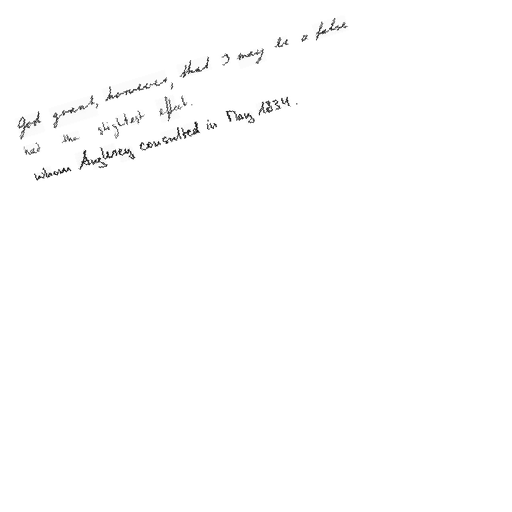 God grant, however, that I may be a false
had the slightest effect.
whom Anglesey consulted in May 1834.